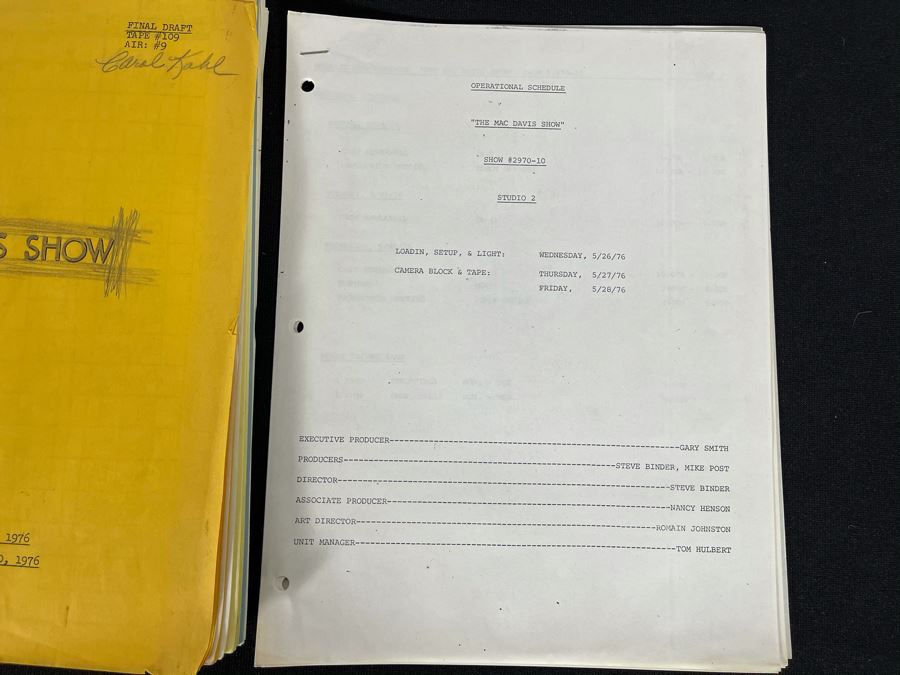 FINAL DRAFT
TAPE #109
AIR: #9
Carol Kahl
S SHOW
1976
0, 1976
OPERATIONAL SCHEDULE
"THE MAC DAVIS SHOW"
SHOW #2970-10
STUDIO 2
LOADIN, SETUP, & LIGHT: WEDNESDAY, 5/26/76
CAMERA BLOCK & TAPE: THURSDAY, 5/27/76
FRIDAY, 5/28/76
EXECUTIVE PRODUCER--------------------GARY SMITH
PRODUCERS--------------------STEVE BINDER, MIKE POST
DIRECTOR--------------------STEVE BINDER
ASSOCIATE PRODUCER--------------------NANCY HENSON
ART DIRECTOR--------------------ROMAIN JOHNSTON
UNIT MANAGER--------------------TOM HULBERT